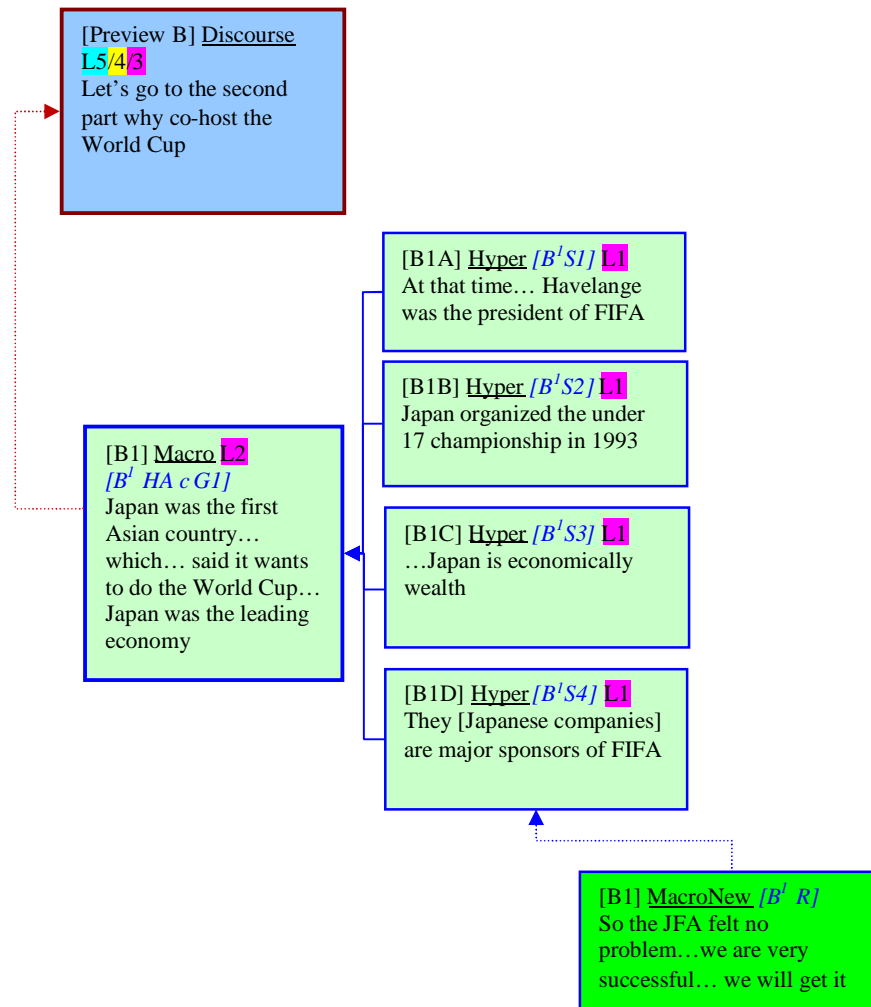 [Preview B] Discourse
L5/4/3
Let’s go to the second
part why co-host the
World Cup
[B1A] Hyper [B¹S1] L1
At that time… Havelange
was the president of FIFA
[B1B] Hyper [B¹S2] L1
Japan organized the under
17 championship in 1993
[B1] Macro L2
[B¹ HA c G1]
Japan was the first
Asian country…
which… said it wants
to do the World Cup…
Japan was the leading
economy
[B1C] Hyper [B¹S3] L1
…Japan is economically
wealth
[B1D] Hyper [B¹S4] L1
They [Japanese companies]
are major sponsors of FIFA
[B1] MacroNew [B¹ R]
So the JFA felt no
problem…we are very
successful… we will get it